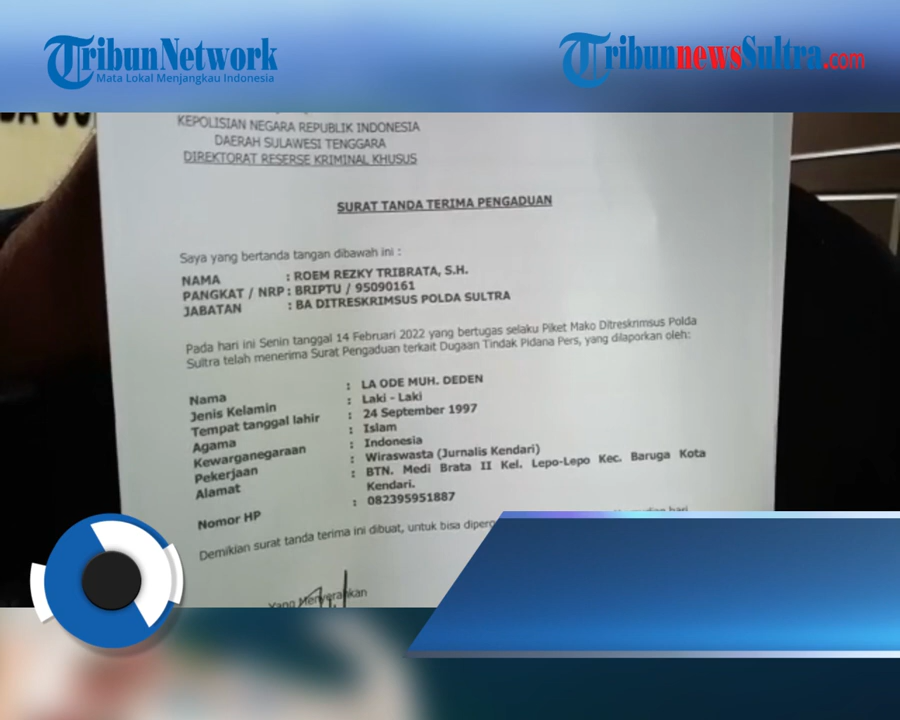 TribunNetwork
Mata Lokal Menjangkau Indonesia
TribunnewsSultra.com
KEPOLISIAN NEGARA REPUBLIK INDONESIA
DAERAH SULAWESI TENGGARA
DIREKTORAT RESERSE KRIMINAL KHUSUS
SURAT TANDA TERIMA PENGADUAN
Saya yang bertanda tangan dibawah ini :
NAMA : ROEM REZKY TRIBRATA, S.H.
PANGKAT / NRP : BRIPTU / 95090161
JABATAN : BA DITRESKRIMSUS POLDA SULTRA
Pada hari ini Senin tanggal 14 Februari 2022 yang bertugas selaku Piket Mako Ditreskrimsus Polda
Sultra telah menerima Surat Pengaduan terkait Dugaan Tindak Pidana Pers, yang dilaporkan oleh:
Nama : LA ODE MUH. DEDEN
Jenis Kelamin : Laki - Laki
Tempat tanggal lahir : 24 September 1997
Agama : Islam
Kewarganegaraan : Indonesia
Pekerjaan : Wiraswasta (Jurnalis Kendari)
Alamat : BTN. Medi Brata II Kel. Lepo-Lepo Kec. Baruga Kota
Kendari.
Nomor HP : 082395951887
Demikian surat tanda terima ini dibuat, untuk bisa hari
Yang Menyerahkan